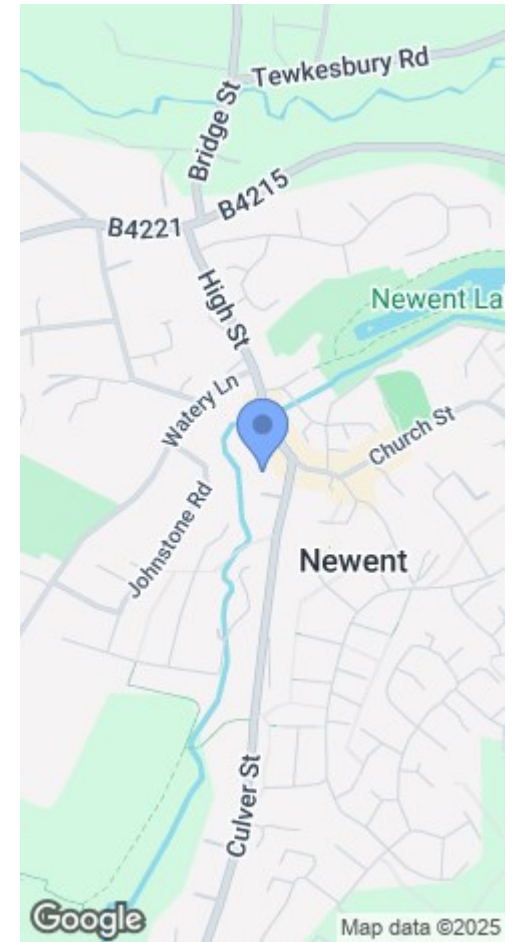 Tewkesbury Rd
Bridge St
B4215
B4221
High St
Newent La
Watery Ln
Church St
Johnstone Rd
Newent
Culver St
Google
Map data ©2025